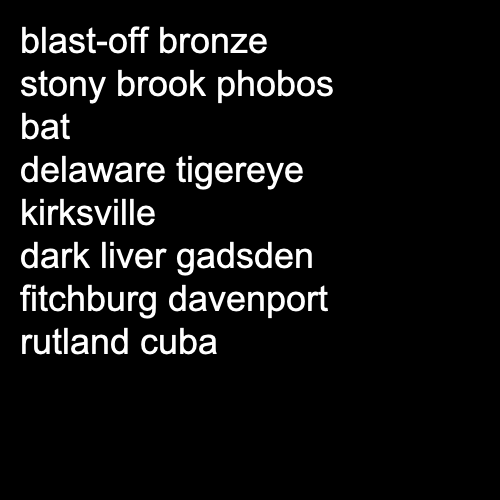 blast-off bronze
stony brook phobos
bat
delaware tigereye
kirksville
dark liver gadsden
fitchburg davenport
rutland cuba